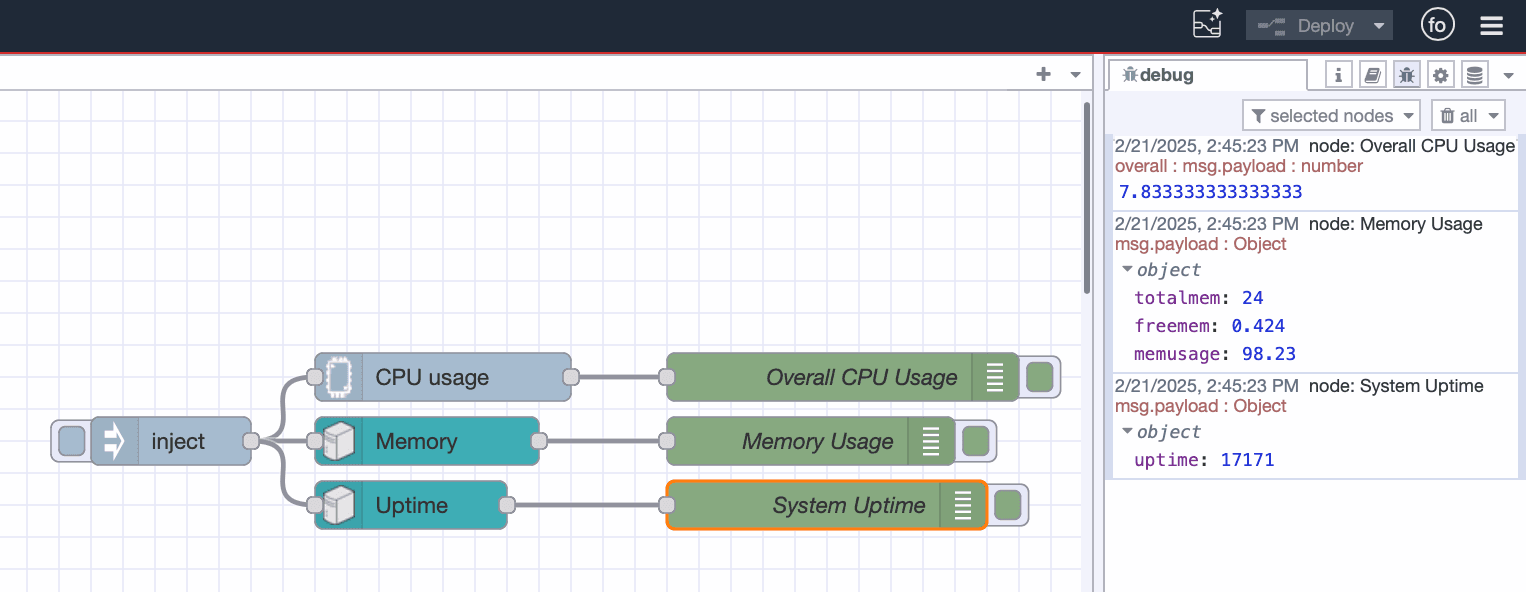 Deploy
fo
debug
i
selected nodes
all
2/21/2025, 2:45:23 PM node: Overall CPU Usage
overall : msg.payload : number
7.833333333333333
2/21/2025, 2:45:23 PM node: Memory Usage
msg.payload : Object
object
totalmem: 24
freemem: 0.424
memusage: 98.23
2/21/2025, 2:45:23 PM node: System Uptime
msg.payload : Object
object
uptime: 17171
CPU usage
Overall CPU Usage
inject
Memory
Memory Usage
Uptime
System Uptime